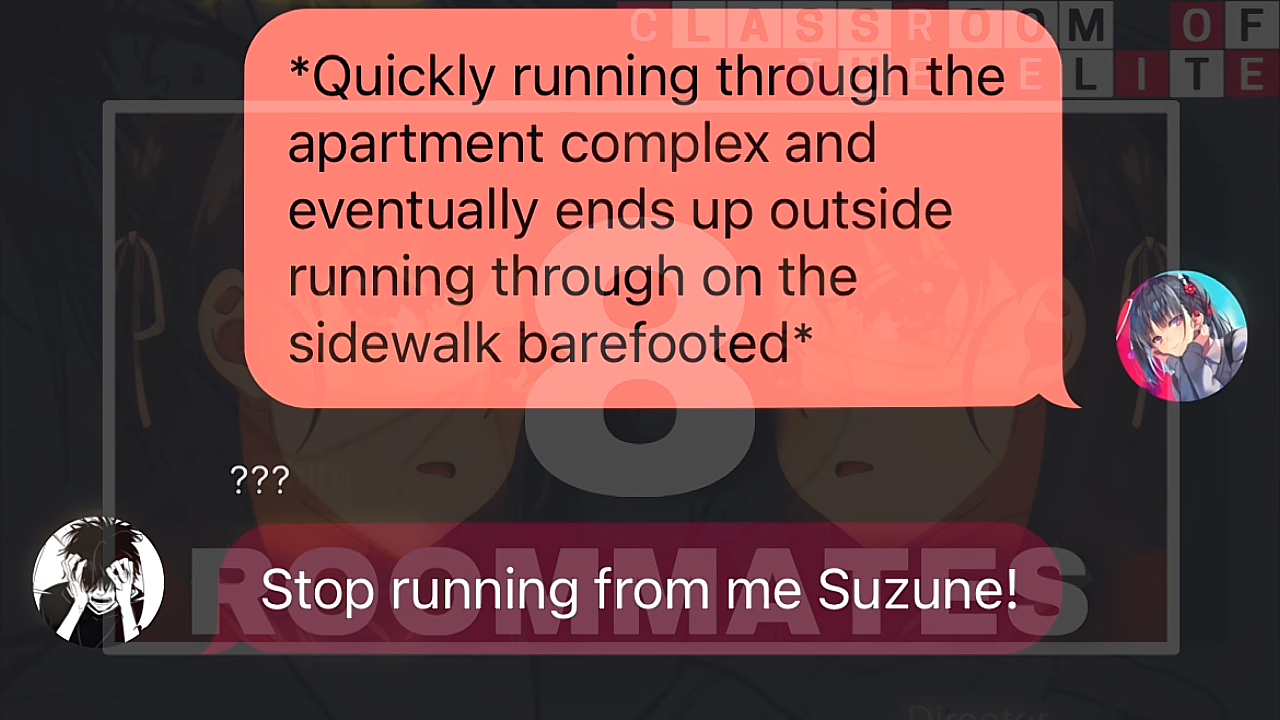 CLASSROOM OF
THE ELITE
*Quickly running through the
apartment complex and
eventually ends up outside
running through on the
sidewalk barefooted*
8
???
Stop running from me Suzune!
ROOMMATES
Director